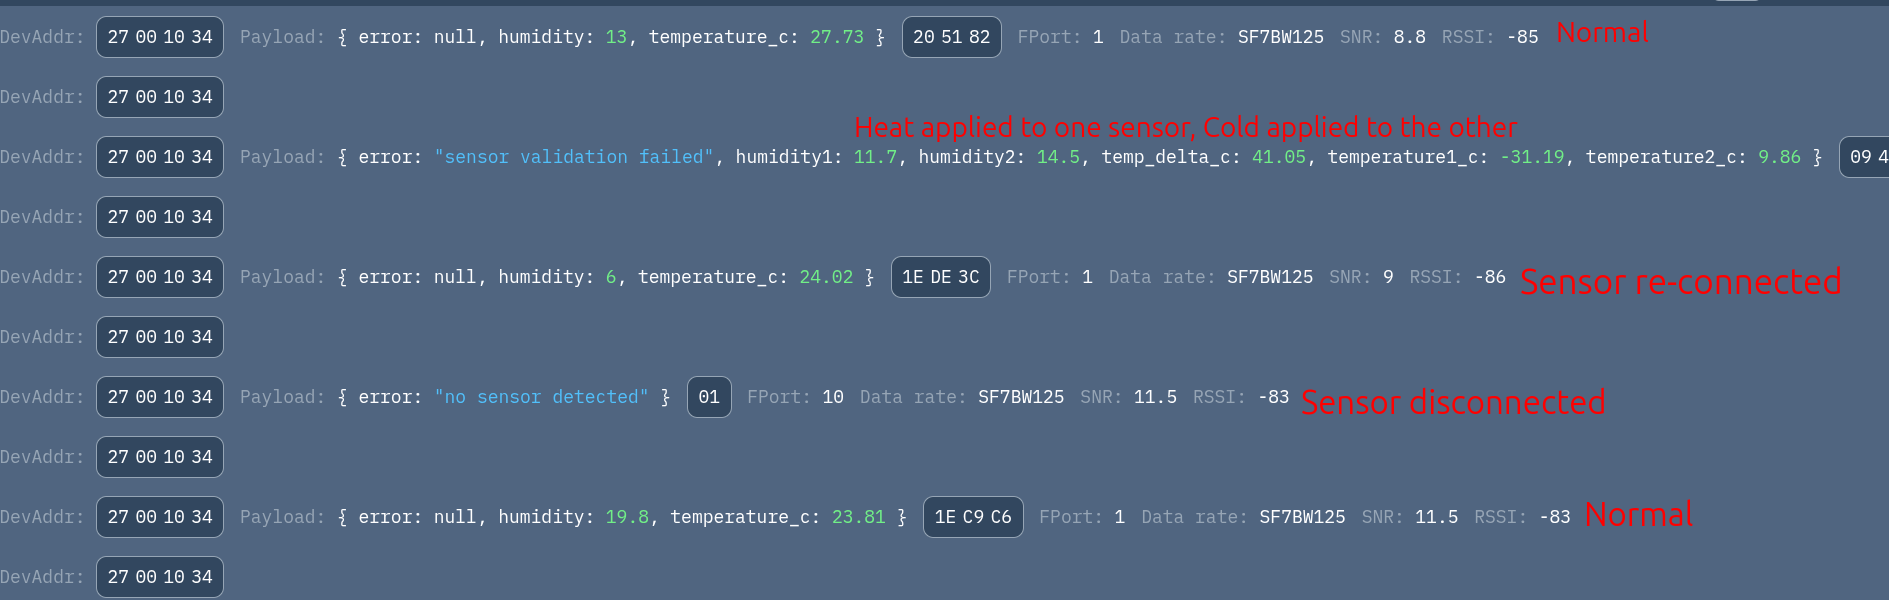 DevAddr: 27 00 10 34 Payload: { error: null, humidity: 13, temperature_c: 27.73 } 20 51 82 FPort: 1 Data rate: SF7BW125 SNR: 8.8 RSSI: -85 Normal
DevAddr: 27 00 10 34
Heat applied to one sensor, Cold applied to the other
DevAddr: 27 00 10 34 Payload: { error: "sensor validation failed", humidity1: 11.7, humidity2: 14.5, temp_delta_c: 41.05, temperature1_c: -31.19, temperature2_c: 9.86 } 09 4
DevAddr: 27 00 10 34
DevAddr: 27 00 10 34 Payload: { error: null, humidity: 6, temperature_c: 24.02 } 1E DE 3C FPort: 1 Data rate: SF7BW125 SNR: 9 RSSI: -86 Sensor re-connected
DevAddr: 27 00 10 34
DevAddr: 27 00 10 34 Payload: { error: "no sensor detected" } 01 FPort: 10 Data rate: SF7BW125 SNR: 11.5 RSSI: -83 Sensor disconnected
DevAddr: 27 00 10 34
DevAddr: 27 00 10 34 Payload: { error: null, humidity: 19.8, temperature_c: 23.81 } 1E C9 C6 FPort: 1 Data rate: SF7BW125 SNR: 11.5 RSSI: -83 Normal
DevAddr: 27 00 10 34